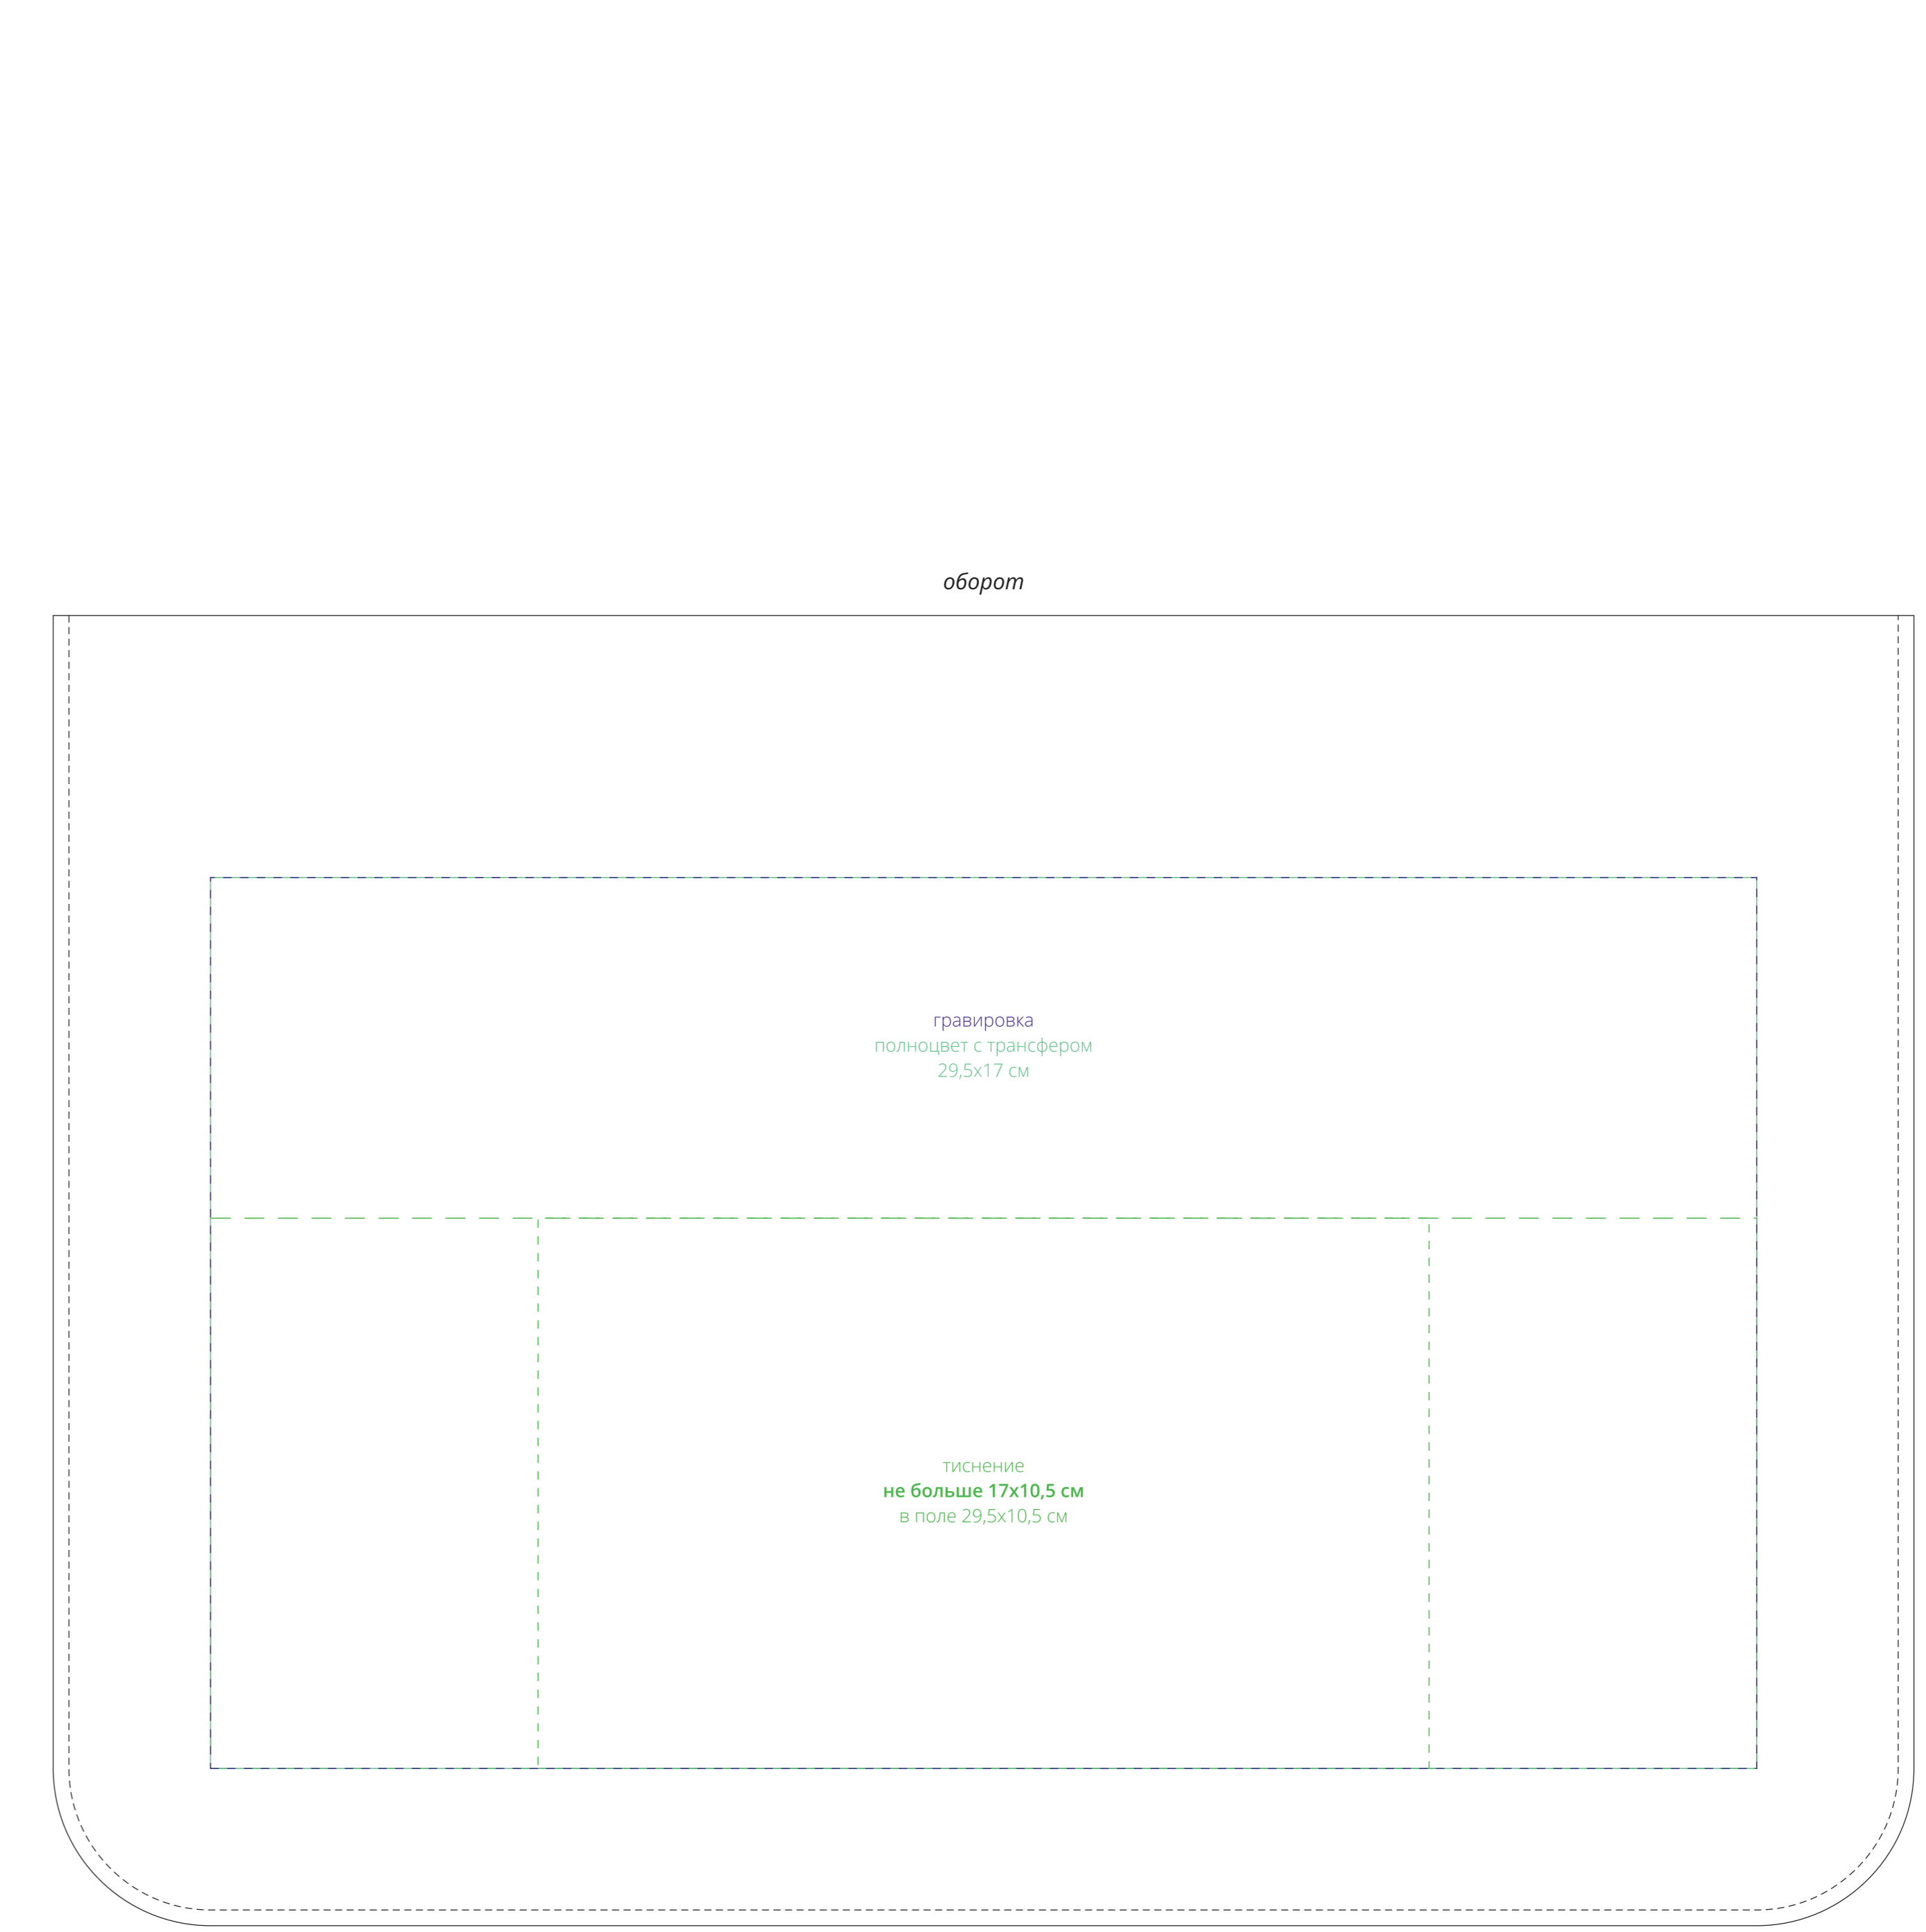 оборот
гравировка
полноцвет с трансфером
29,5х17 см
тиснение
не больше 17х10,5 см
в поле 29,5х10,5 см